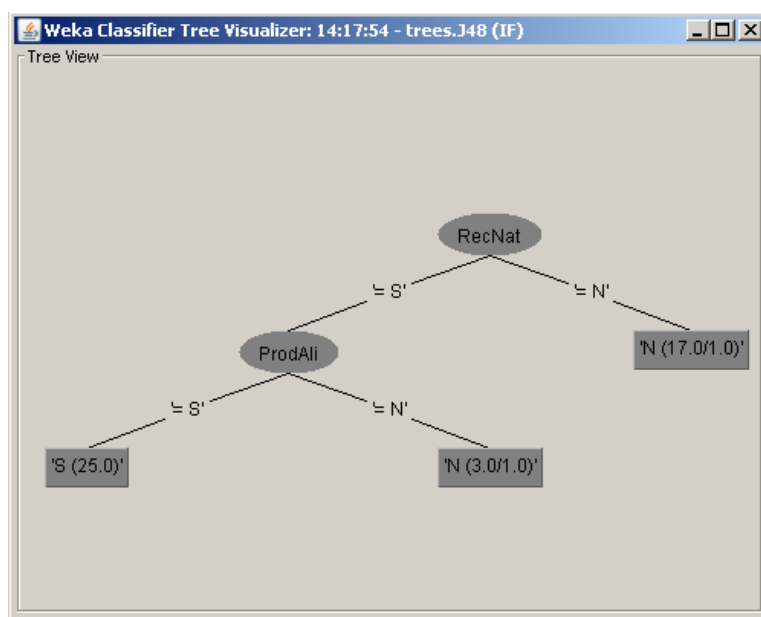 Weka Classifier Tree Visualizer: 14:17:54 - trees.J48 (IF)
Tree View
RecNat
'= S'
'= N'
ProdAli
'N (17.0/1.0)'
'= S'
'= N'
'S (25.0)'
'N (3.0/1.0)'